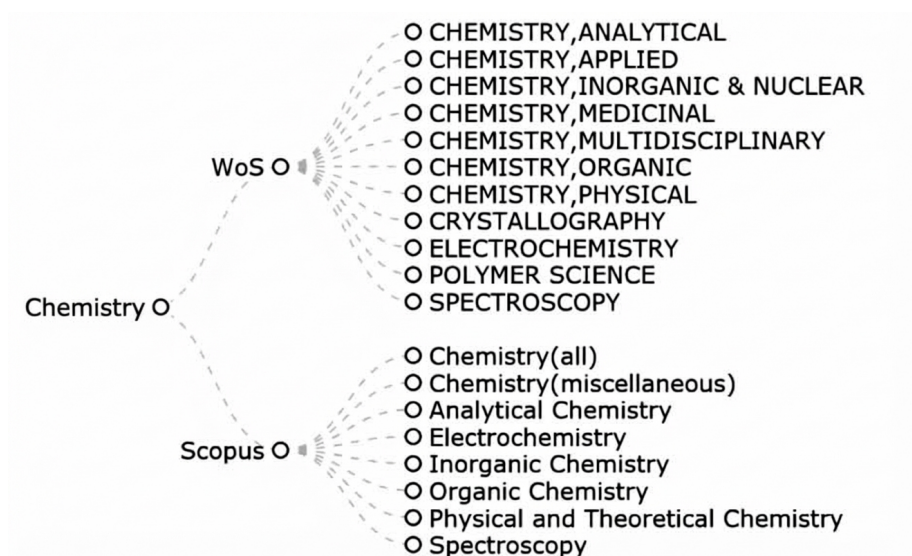 CHEMISTRY,ANALYTICAL
CHEMISTRY,APPLIED
CHEMISTRY,INORGANIC & NUCLEAR
CHEMISTRY,MEDICINAL
CHEMISTRY,MULTIDISCIPLINARY
WoS
CHEMISTRY,ORGANIC
CHEMISTRY,PHYSICAL
CRYSTALLOGRAPHY
ELECTROCHEMISTRY
POLYMER SCIENCE
SPECTROSCOPY
Chemistry
Chemistry(all)
Chemistry(miscellaneous)
Analytical Chemistry
Electrochemistry
Scopus
Inorganic Chemistry
Organic Chemistry
Physical and Theoretical Chemistry
Spectroscopy